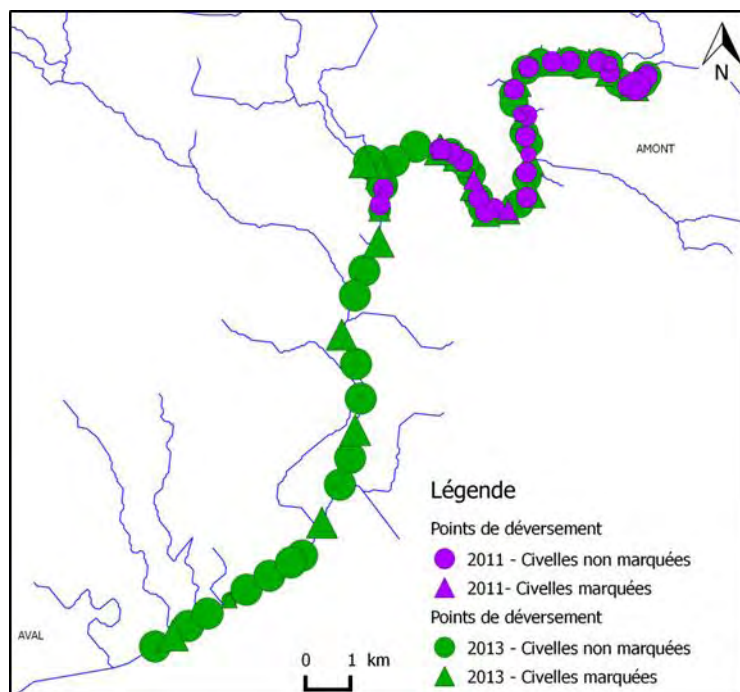 N
AMONT
Légende
Points de déversement
2011 - Civelles non marquées
2011- Civelles marquées
Points de déversement
2013 - Civelles non marquées
2013 - Civelles marquées
AVAL
0 1 km